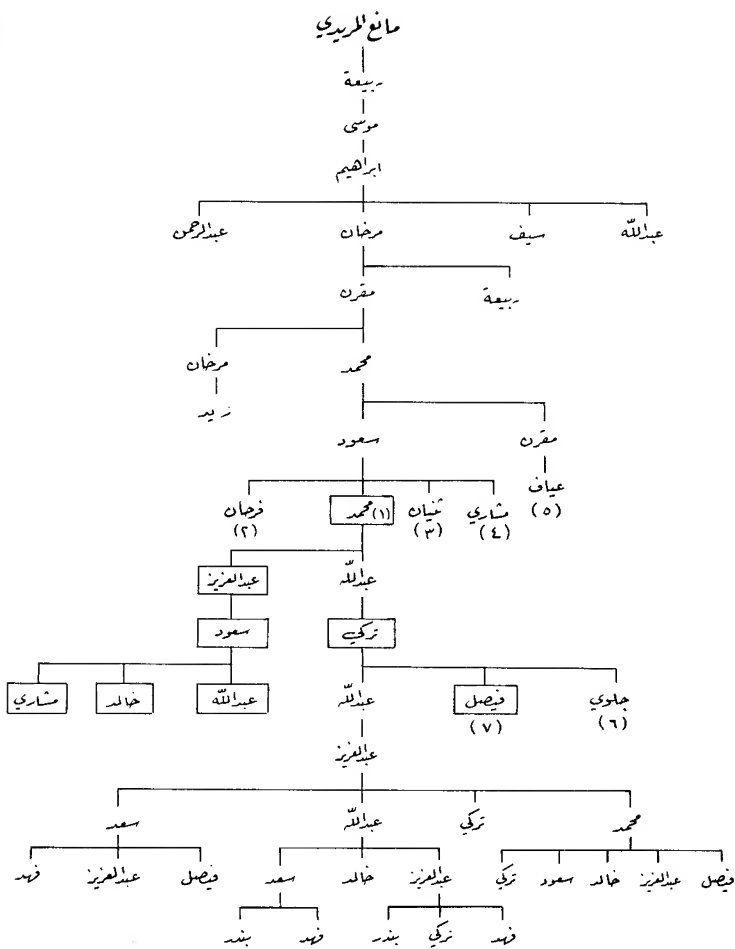 مانع المريدي
ربيعة
موسى
ابراهيم
عبدالله سيف مرخان عبدالرحمن
ربيعة مقرن
محمد مرخان
زيد
مقرن سعود
عياف (٥)
مشاري (٤) ثنيان (٣) (١) محمد فرحان (٢)
عبدالله عبدالعزيز
تركي سعود
جلوي (٦) فيصل (٧) عبدالله عبدالله خالد مشاري
عبدالعزيز
محمد تركي عبدالله سعد
فيصل عبدالعزيز خالد سعود تركي عبدالعزيز خالد سعد فيصل عبدالعزيز فهد
فهد تركي بندر فهد بندر